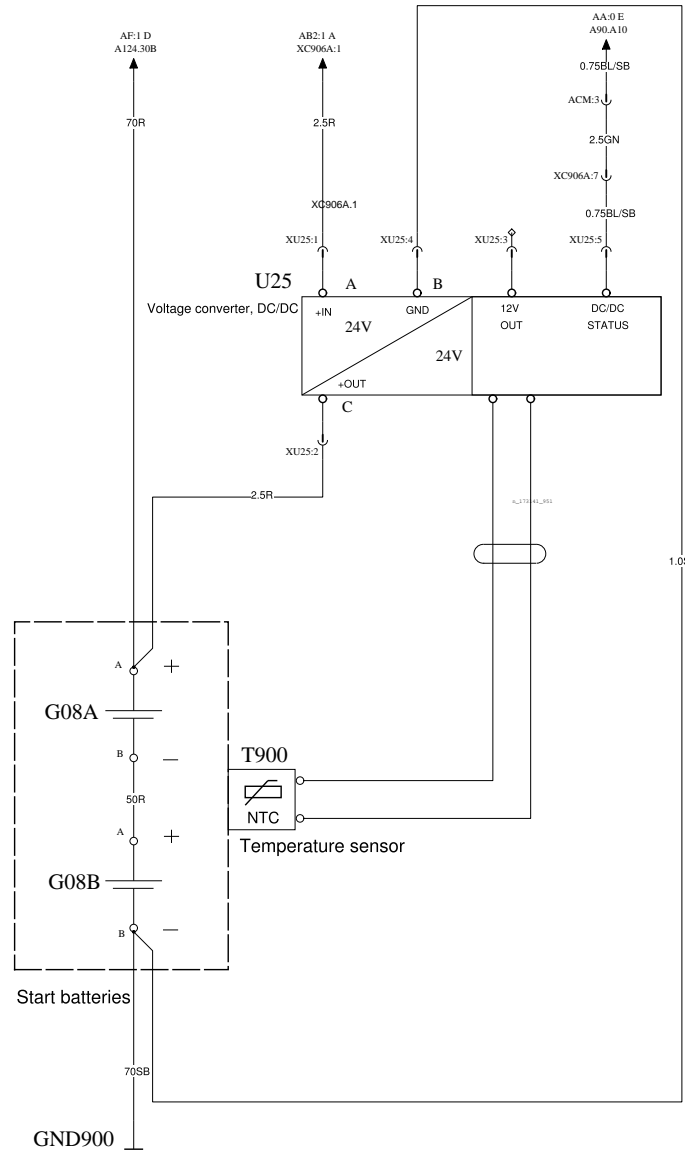 AF:1 D
A124.30B
AB2:1 A
XC906A:1
AA:0 E
A90.A10
0.75BL/SB
ACM:3
70R
2.5R
2.5GN
XC906A:7
XC906A.1
0.75BL/SB
XU25:1
XU25:4
XU25:3
XU25:5
U25
A
B
Voltage converter, DC/DC
+IN
GND
12V
OUT
DC/DC
STATUS
24V
24V
+OUT
C
XU25:2
2.5R
1.0
A
+
G08A
B
–
T900
50R
NTC
A
+
Temperature sensor
G08B
B
–
Start batteries
70SB
GND900